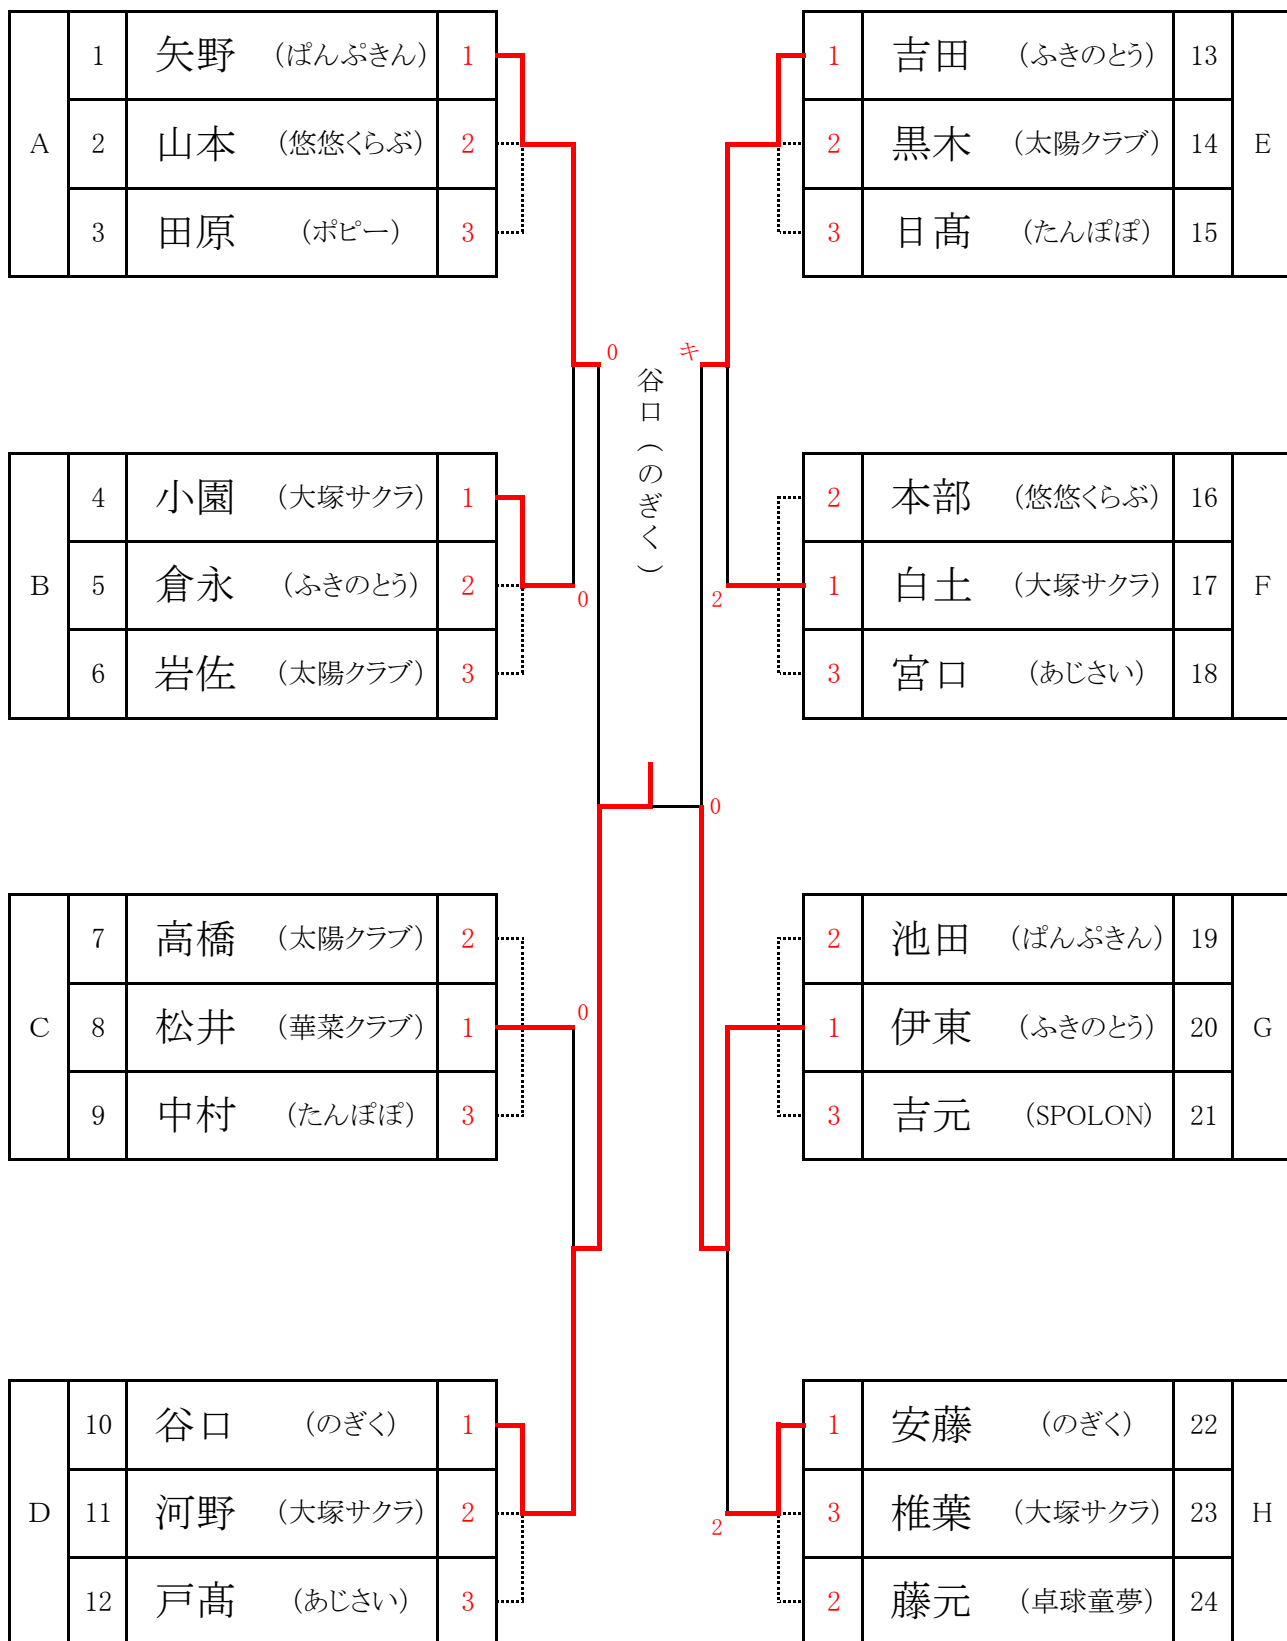 1 矢野 (ぱんぷきん) 1
A 2 山本 (悠悠くらぶ) 2
3 田原 (ポピー) 3
1 吉田 (ふきのとう) 13
2 黒木 (太陽クラブ) 14 E
3 日髙 (たんぽぽ) 15
0 キ
谷口(のぎく)
4 小園 (大塚サクラ) 1
B 5 倉永 (ふきのとう) 2
6 岩佐 (太陽クラブ) 3
0
2 本部 (悠悠くらぶ) 16
1 白土 (大塚サクラ) 17 F
3 宮口 (あじさい) 18
2
0
7 高橋 (太陽クラブ) 2
C 8 松井 (華菜クラブ) 1
9 中村 (たんぽぽ) 3
0
2 池田 (ぱんぷきん) 19
1 伊東 (ふきのとう) 20 G
3 吉元 (SPOLON) 21
10 谷口 (のぎく) 1
D 11 河野 (大塚サクラ) 2
12 戸髙 (あじさい) 3
1 安藤 (のぎく) 22
3 椎葉 (大塚サクラ) 23 H
2 藤元 (卓球童夢) 24
2